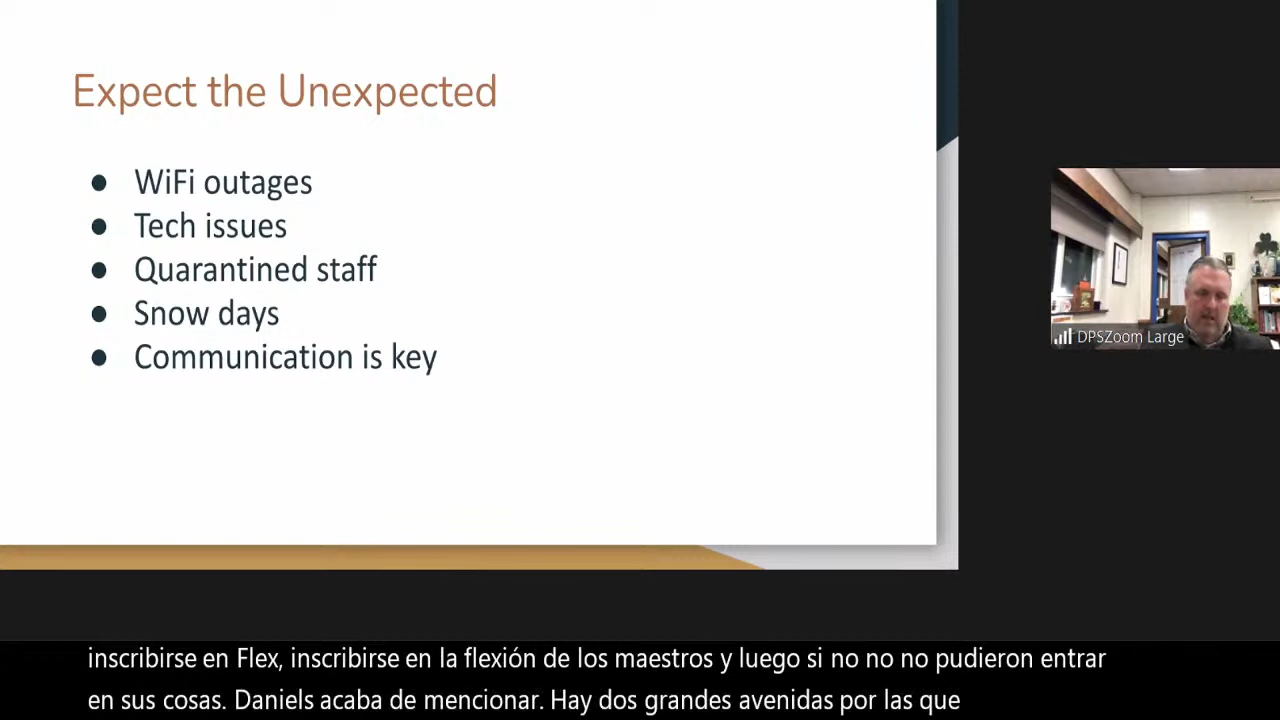 Expect the Unexpected
● WiFi outages
● Tech issues
● Quarantined staff
● Snow days
● Communication is key
DPSZoom Large
inscribirse en Flex, inscribirse en la flexión de los maestros y luego si no no no pudieron entrar
en sus cosas. Daniels acaba de mencionar. Hay dos grandes avenidas por las que